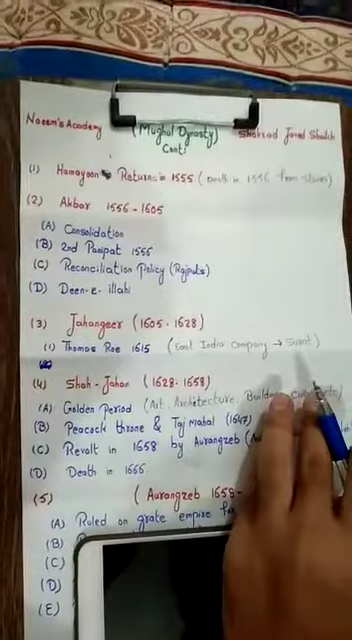 Naeem's Academy
(Mughal Dynasty)
Shahzad Javed Shaikh
Cont:
(1) Homayoon Returns in 1555 (Death in 1556 from stairs)
(2) Akbar 1556-1605
(A) Consolidation
(B) 2nd Panipat 1556
(C) Reconciliation Policy (Rajputs)
(D) Deen-e-illahi
(3) Jahangeer (1605-1628)
(1) Thomas Roe 1615 (East India Company → Surat)
(4) Shah-Jahan (1628-1658)
(A) Golden Period (Art, Architecture, Building
(B) Peacock throne & Taj Mahal (1647)
(C) Revolt in 1658 by Aurangzeb
(D) Death in 1666
(5) (Aurangzeb 1658-
(A) Ruled on grate empire
(B)
(C)
(D)
(E)